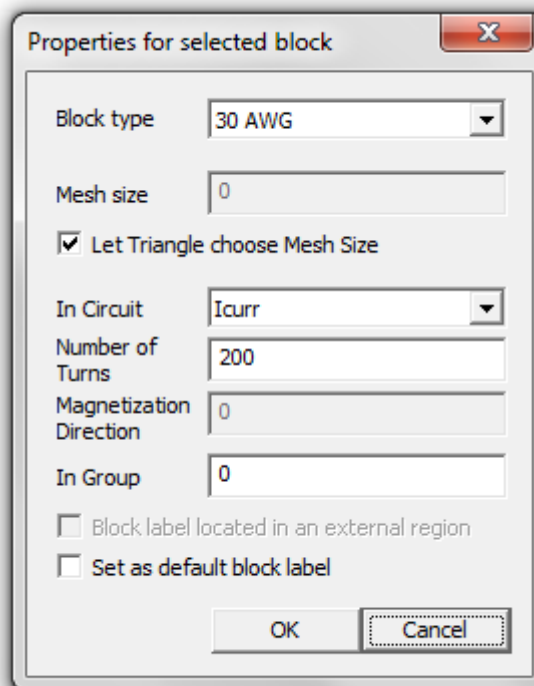 Properties for selected block
Block type
30 AWG
Mesh size
0
Let Triangle choose Mesh Size
In Circuit
Icurr
Number of
Turns
200
Magnetization
Direction
0
In Group
0
Block label located in an external region
Set as default block label
OK
Cancel